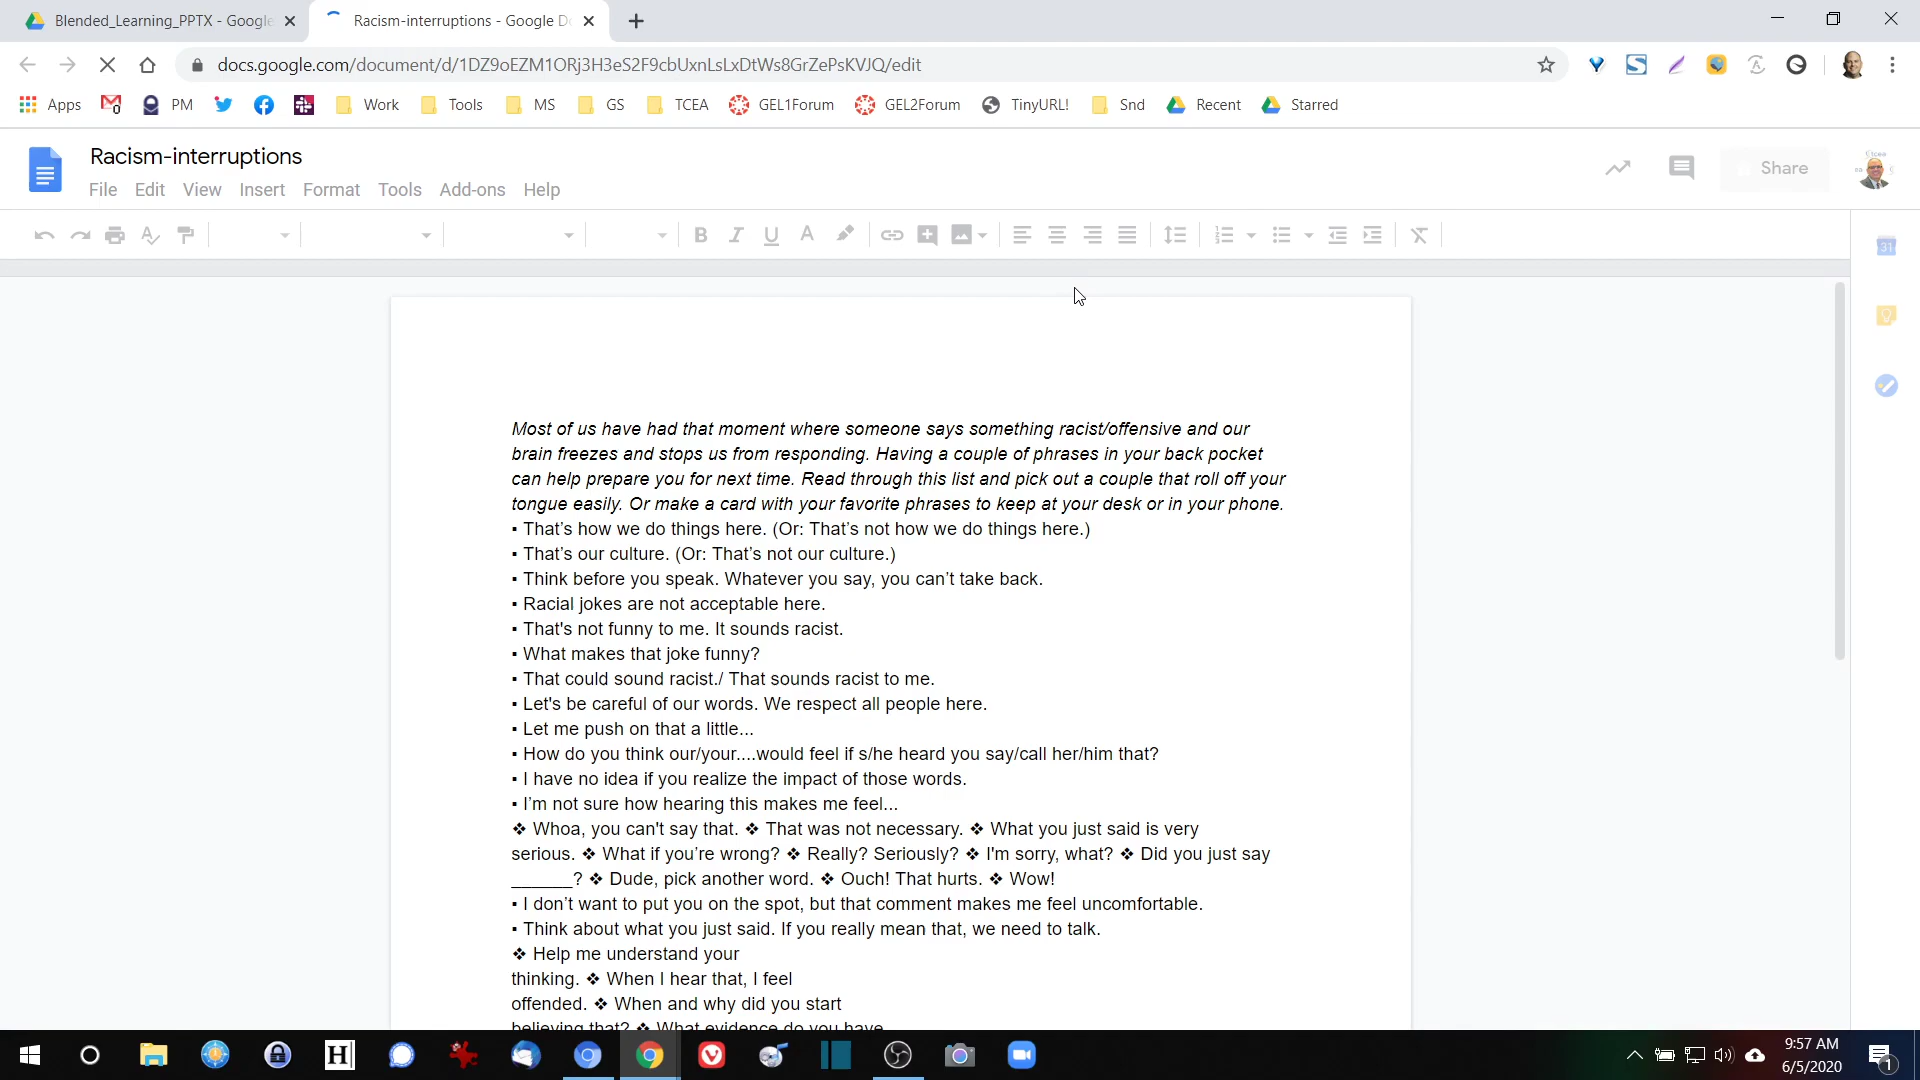 Blended_Learning_PPTX - Google
Racism-interruptions - Google D
docs.google.com/document/d/1DZ9oEZM1ORj3H3eS2F9cbUxnLsLxDtWs8GrZePsKVJQ/edit
Apps 0 PM Work Tools MS GS TCEA GEL1Forum GEL2Forum TinyURL! Snd Recent Starred
Racism-interruptions
File Edit View Insert Format Tools Add-ons Help
Share
31
Most of us have had that moment where someone says something racist/offensive and our
brain freezes and stops us from responding. Having a couple of phrases in your back pocket
can help prepare you for next time. Read through this list and pick out a couple that roll off your
tongue easily. Or make a card with your favorite phrases to keep at your desk or in your phone.
▪ That’s how we do things here. (Or: That’s not how we do things here.)
▪ That’s our culture. (Or: That’s not our culture.)
▪ Think before you speak. Whatever you say, you can’t take back.
▪ Racial jokes are not acceptable here.
▪ That's not funny to me. It sounds racist.
▪ What makes that joke funny?
▪ That could sound racist./ That sounds racist to me.
▪ Let's be careful of our words. We respect all people here.
▪ Let me push on that a little...
▪ How do you think our/your....would feel if s/he heard you say/call her/him that?
▪ I have no idea if you realize the impact of those words.
▪ I’m not sure how hearing this makes me feel...
❖ Whoa, you can't say that. ❖ That was not necessary. ❖ What you just said is very
serious. ❖ What if you’re wrong? ❖ Really? Seriously? ❖ I'm sorry, what? ❖ Did you just say
______? ❖ Dude, pick another word. ❖ Ouch! That hurts. ❖ Wow!
▪ I don’t want to put you on the spot, but that comment makes me feel uncomfortable.
▪ Think about what you just said. If you really mean that, we need to talk.
❖ Help me understand your
thinking. ❖ When I hear that, I feel
offended. ❖ When and why did you start
believing that? ❖ What evidence do you have
H
9:57 AM
6/5/2020
1